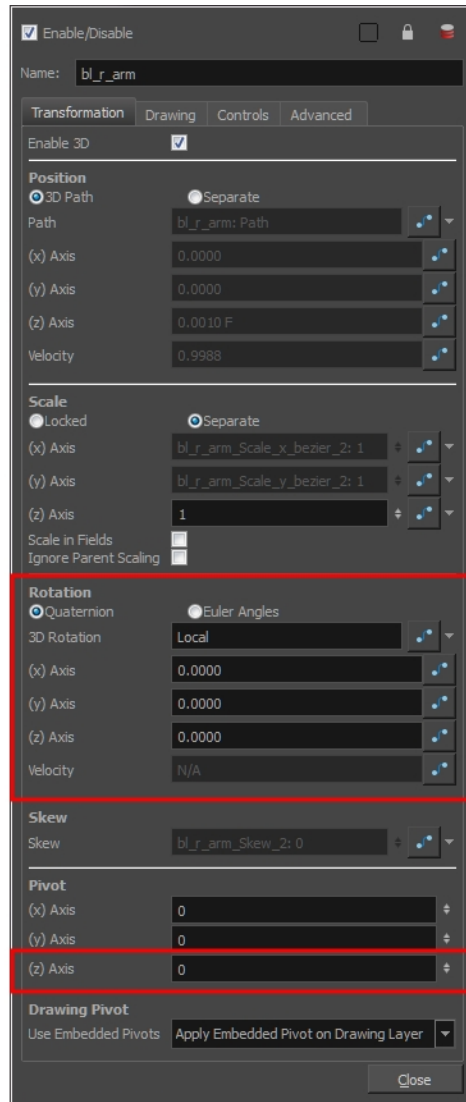 Enable/Disable
Name: bl_r_arm
Transformation Drawing Controls Advanced
Enable 3D
Position
3D Path Separate
Path bl_r_arm: Path
(x) Axis 0.0000
(y) Axis 0.0000
(z) Axis 0.0010 F
Velocity 0.9988
Scale
Locked Separate
(x) Axis bl_r_arm_Scale_x_bezier_2: 1
(y) Axis bl_r_arm_Scale_y_bezier_2: 1
(z) Axis 1
Scale in Fields
Ignore Parent Scaling
Rotation
Quaternion Euler Angles
3D Rotation Local
(x) Axis 0.0000
(y) Axis 0.0000
(z) Axis 0.0000
Velocity N/A
Skew
Skew bl_r_arm_Skew_2: 0
Pivot
(x) Axis 0
(y) Axis 0
(z) Axis 0
Drawing Pivot
Use Embedded Pivots Apply Embedded Pivot on Drawing Layer
Close